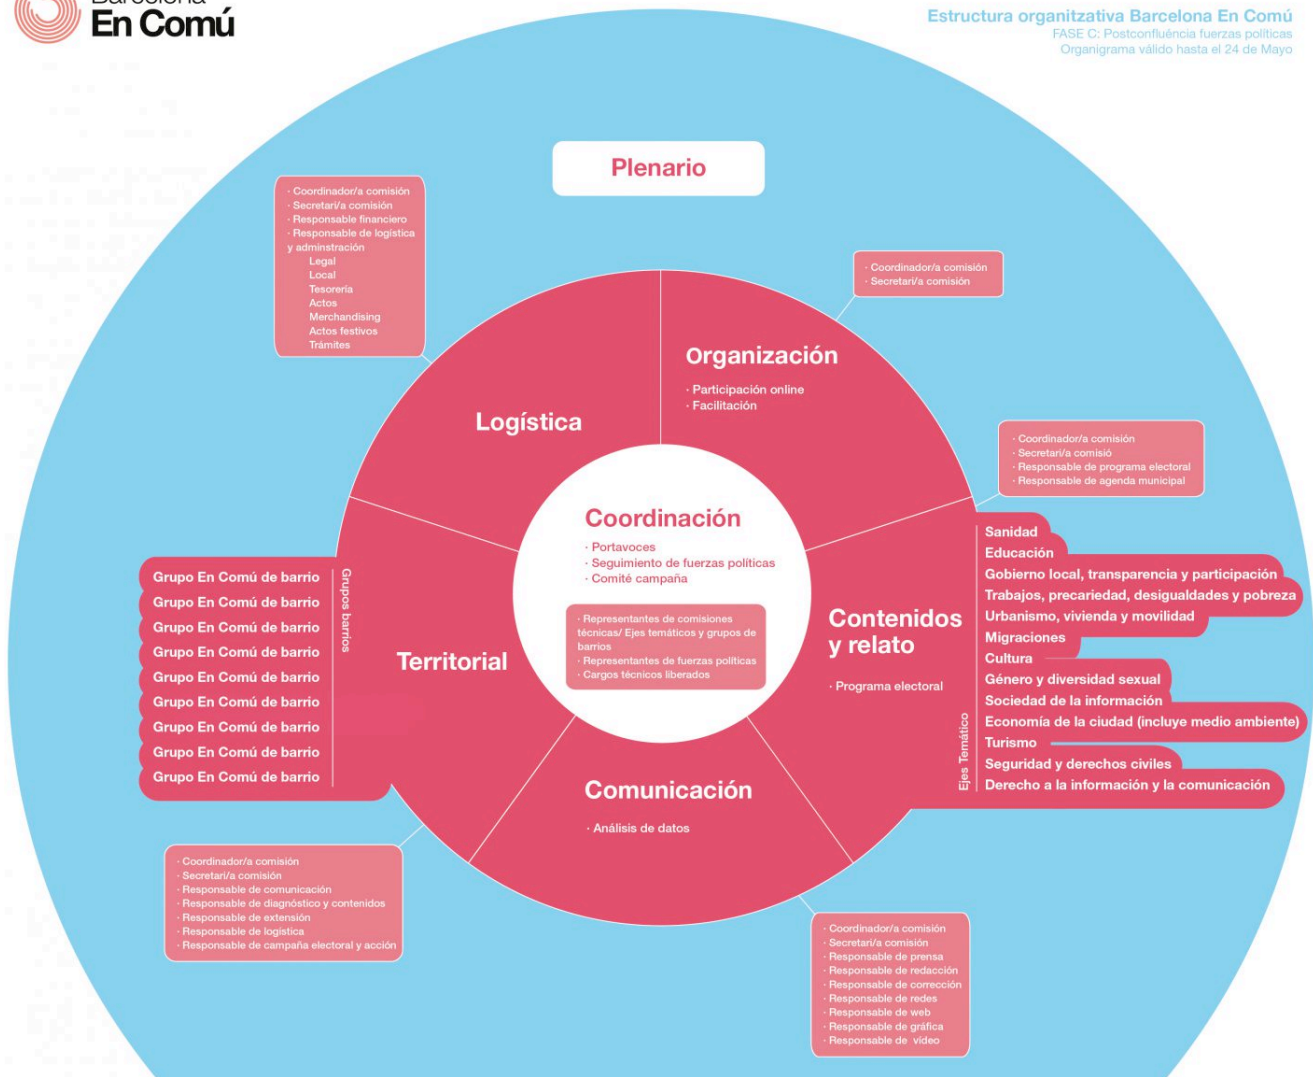 Barcelona
En Comú
Estructura organitzativa Barcelona En Comú
FASE C: Postconfluència fuerzas políticas
Organigrama válido hasta el 24 de Mayo
Plenario
· Coordinador/a comisión
· Secretari/a comisión
· Responsable financiero
· Responsable de logística
y adminstración
Legal
Local
Tesorería
Actos
Merchandising
Actos festivos
Trámites
· Coordinador/a comisión
· Secretari/a comisión
Organización
· Participación online
· Facilitación
Logística
· Coordinador/a comisión
· Secretari/a comisió
· Responsable de programa electoral
· Responsable de agenda municipal
Coordinación
· Portavoces
· Seguimiento de fuerzas políticas
· Comité campaña
· Representantes de comisiones
técnicas/ Ejes temáticos y grupos de
barrios
· Representantes de fuerzas políticas
· Cargos técnicos liberados
Grupo En Comú de barrio
Grupo En Comú de barrio
Grupo En Comú de barrio
Grupo En Comú de barrio
Grupo En Comú de barrio
Grupo En Comú de barrio
Grupo En Comú de barrio
Grupo En Comú de barrio
Grupo En Comú de barrio
Grupos barrios
Territorial
Contenidos
y relato
· Programa electoral
Ejes Temático
Sanidad
Educación
Gobierno local, transparencia y participación
Trabajos, precariedad, desigualdades y pobreza
Urbanismo, vivienda y movilidad
Migraciones
Cultura
Género y diversidad sexual
Sociedad de la información
Economía de la ciudad (incluye medio ambiente)
Turismo
Seguridad y derechos civiles
Derecho a la información y la comunicación
Comunicación
· Análisis de datos
· Coordinador/a comisión
· Secretari/a comisión
· Responsable de comunicación
· Responsable de diagnóstico y contenidos
· Responsable de extensión
· Responsable de logística
· Responsable de campaña electoral y acción
· Coordinador/a comisión
· Secretari/a comisión
· Responsable de prensa
· Responsable de redacción
· Responsable de corrección
· Responsable de redes
· Responsable de web
· Responsable de gráfica
· Responsable de vídeo